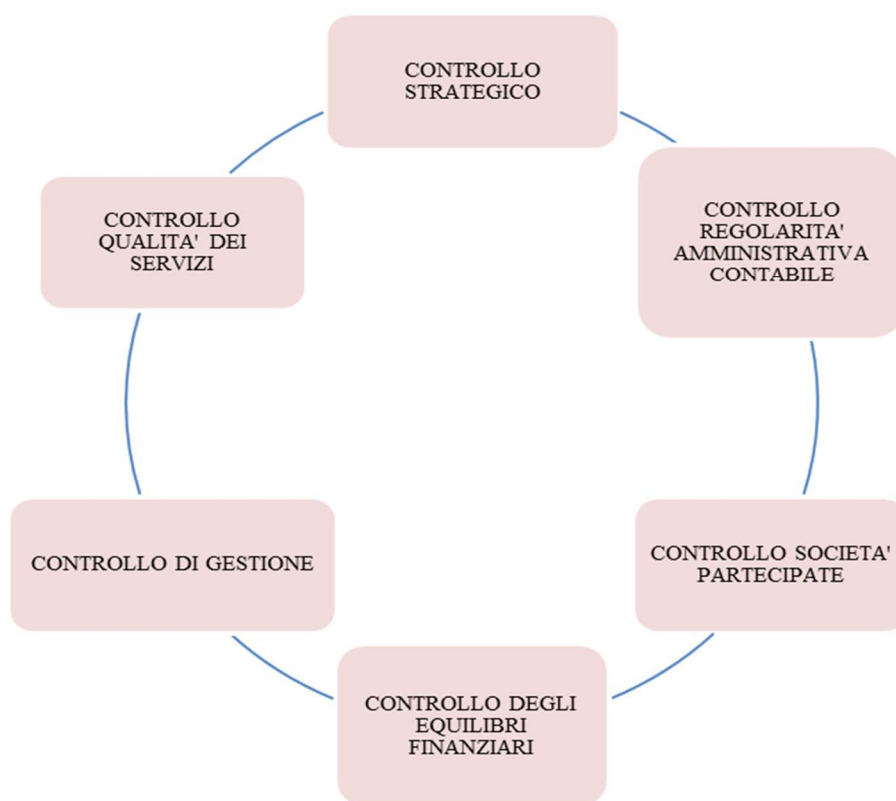 CONTROLLO
STRATEGICO
CONTROLLO
REGOLARITA'
AMMINISTRATIVA
CONTABILE
CONTROLLO SOCIETA'
PARTECIPATE
CONTROLLO DEGLI
EQUILIBRI
FINANZIARI
CONTROLLO DI GESTIONE
CONTROLLO
QUALITA' DEI
SERVIZI